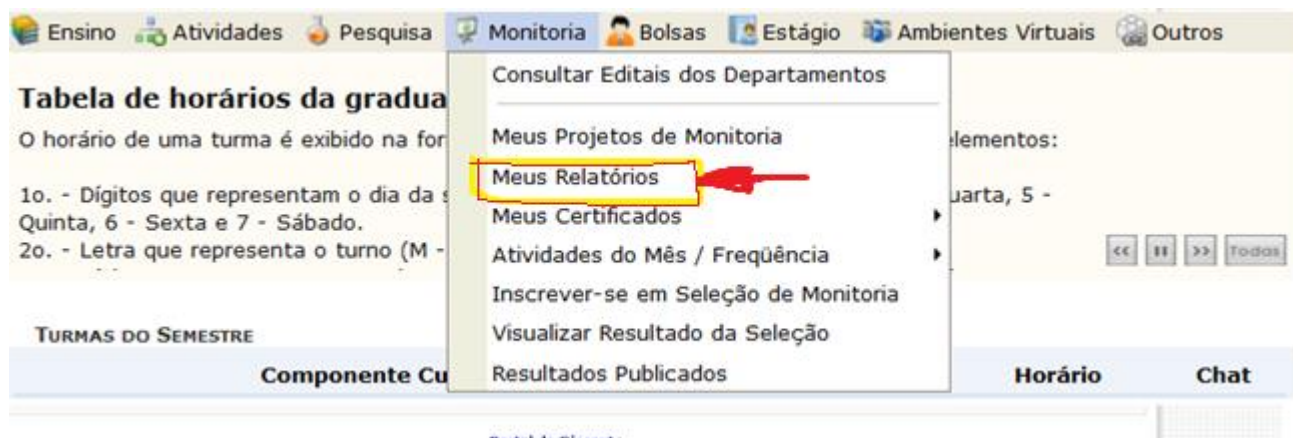 Ensino Atividades Pesquisa Monitoria Bolsas Estágio Ambientes Virtuais Outros
Consultar Editais dos Departamentos
Meus Projetos de Monitoria
Meus Relatórios
Meus Certificados
Atividades do Mês / Freqüência
Inscrever-se em Seleção de Monitoria
Visualizar Resultado da Seleção
Resultados Publicados
Tabela de horários da gradua
O horário de uma turma é exibido na for elementos:
1o. - Dígitos que representam o dia da s uarta, 5 -
Quinta, 6 - Sexta e 7 - Sábado.
2o. - Letra que representa o turno (M -
<< II >> Todas
TURMAS DO SEMESTRE
Componente Cu Horário Chat